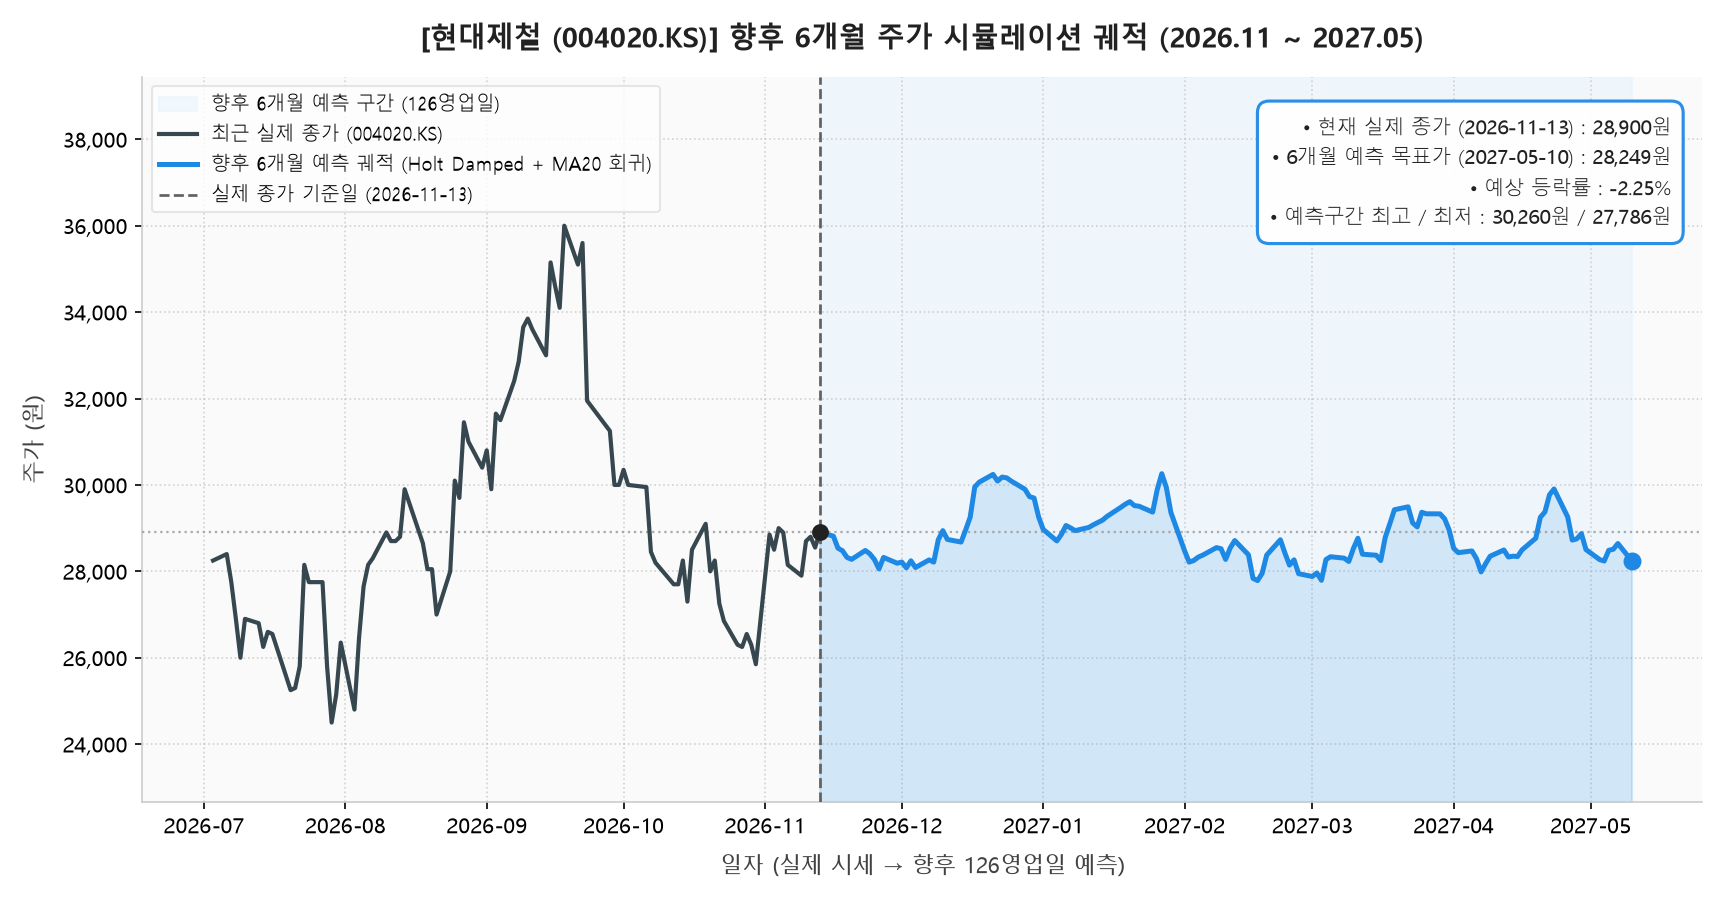 [현대제철 (004020.KS)] 향후 6개월 주가 시뮬레이션 궤적 (2026.11 ~ 2027.05)
향후 6개월 예측 구간 (126영업일)
최근 실제 종가 (004020.KS)
향후 6개월 예측 궤적 (Holt Damped + MA20 회귀)
실제 종가 기준일 (2026-11-13)
• 현재 실제 종가 (2026-11-13) : 28,900원
• 6개월 예측 목표가 (2027-05-10) : 28,249원
• 예상 등락률 : -2.25%
• 예측구간 최고 / 최저 : 30,260원 / 27,786원
주가 (원)
38,000
36,000
34,000
32,000
30,000
28,000
26,000
24,000
2026-07 2026-08 2026-09 2026-10 2026-11 2026-12 2027-01 2027-02 2027-03 2027-04 2027-05
일자 (실제 시세 → 향후 126영업일 예측)